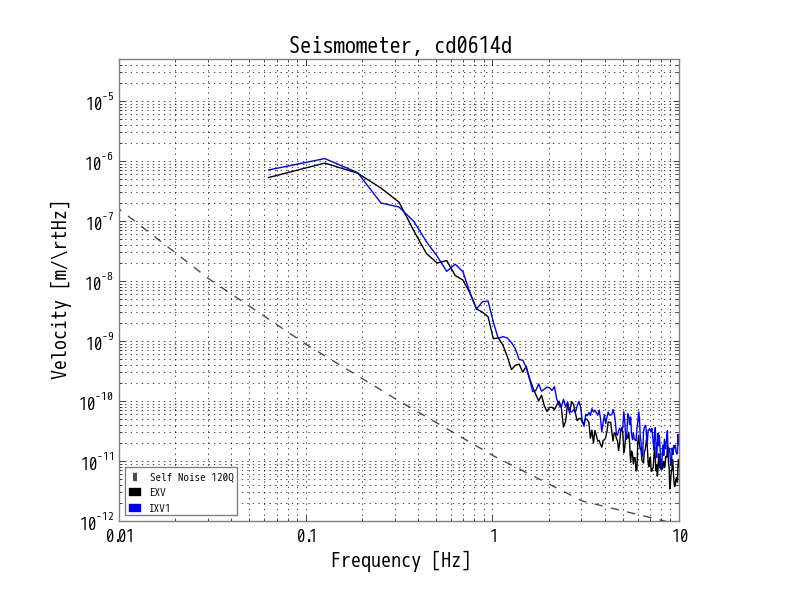 Seismometer, cd0614d
Velocity [m/\rtHz]
10^-5
10^-6
10^-7
10^-8
10^-9
10^-10
10^-11
10^-12
Self Noise 120Q
EXV
IXV1
0.01 0.1 1 10
Frequency [Hz]